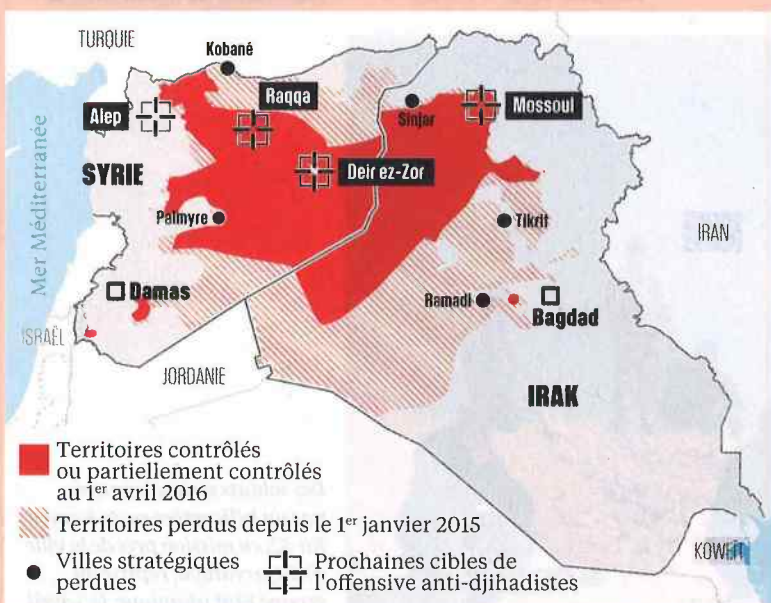 TURQUIE
Kobané
Raqqa
Alep
Sinjar
Mossoul
Mer Méditerranée
SYRIE
Deir ez-Zor
Palmyre
Tikrit
IRAN
Damas
Ramadi
Bagdad
ISRAËL
JORDANIE
IRAK
Territoires contrôlés
ou partiellement contrôlés
au 1er avril 2016
Territoires perdus depuis le 1er janvier 2015
KOWEÏT
Villes stratégiques
perdues
Prochaines cibles de
l'offensive anti-djihadistes